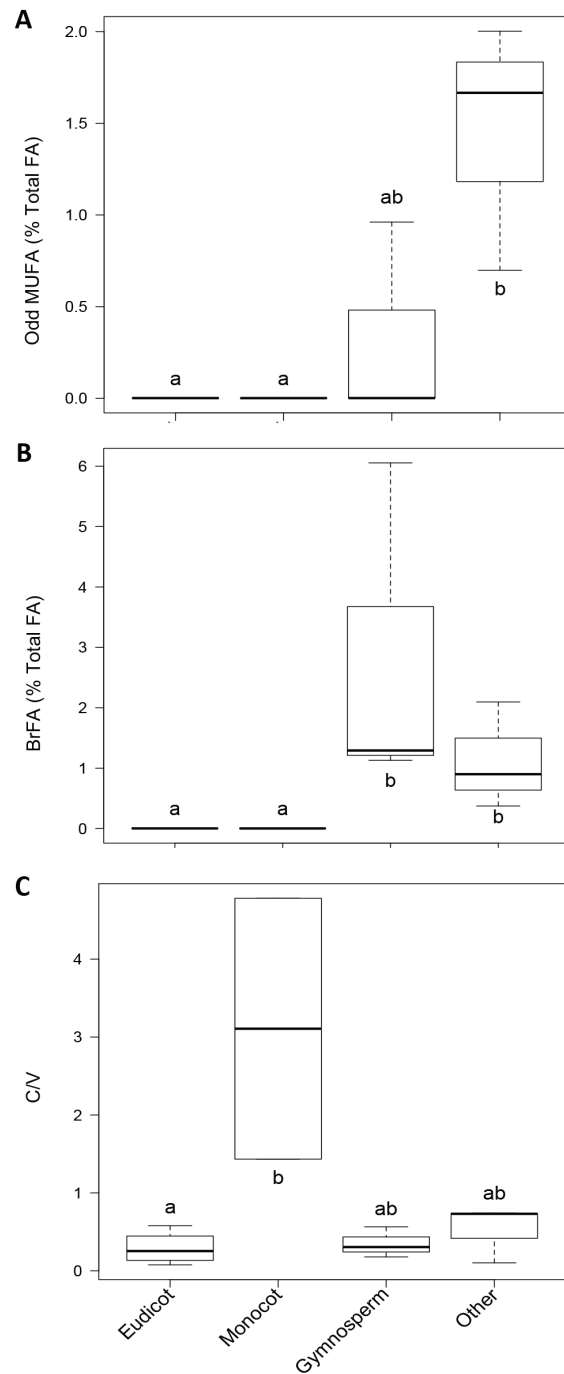 A
Odd MUFA (% Total FA)
2.0
1.5
1.0
0.5
0.0
a
a
ab
b
B
BrFA (% Total FA)
6
5
4
3
2
1
0
a
a
b
b
C
C/V
4
3
2
1
0
a
b
ab
ab
Eudicot
Monocot
Gymnosperm
Other